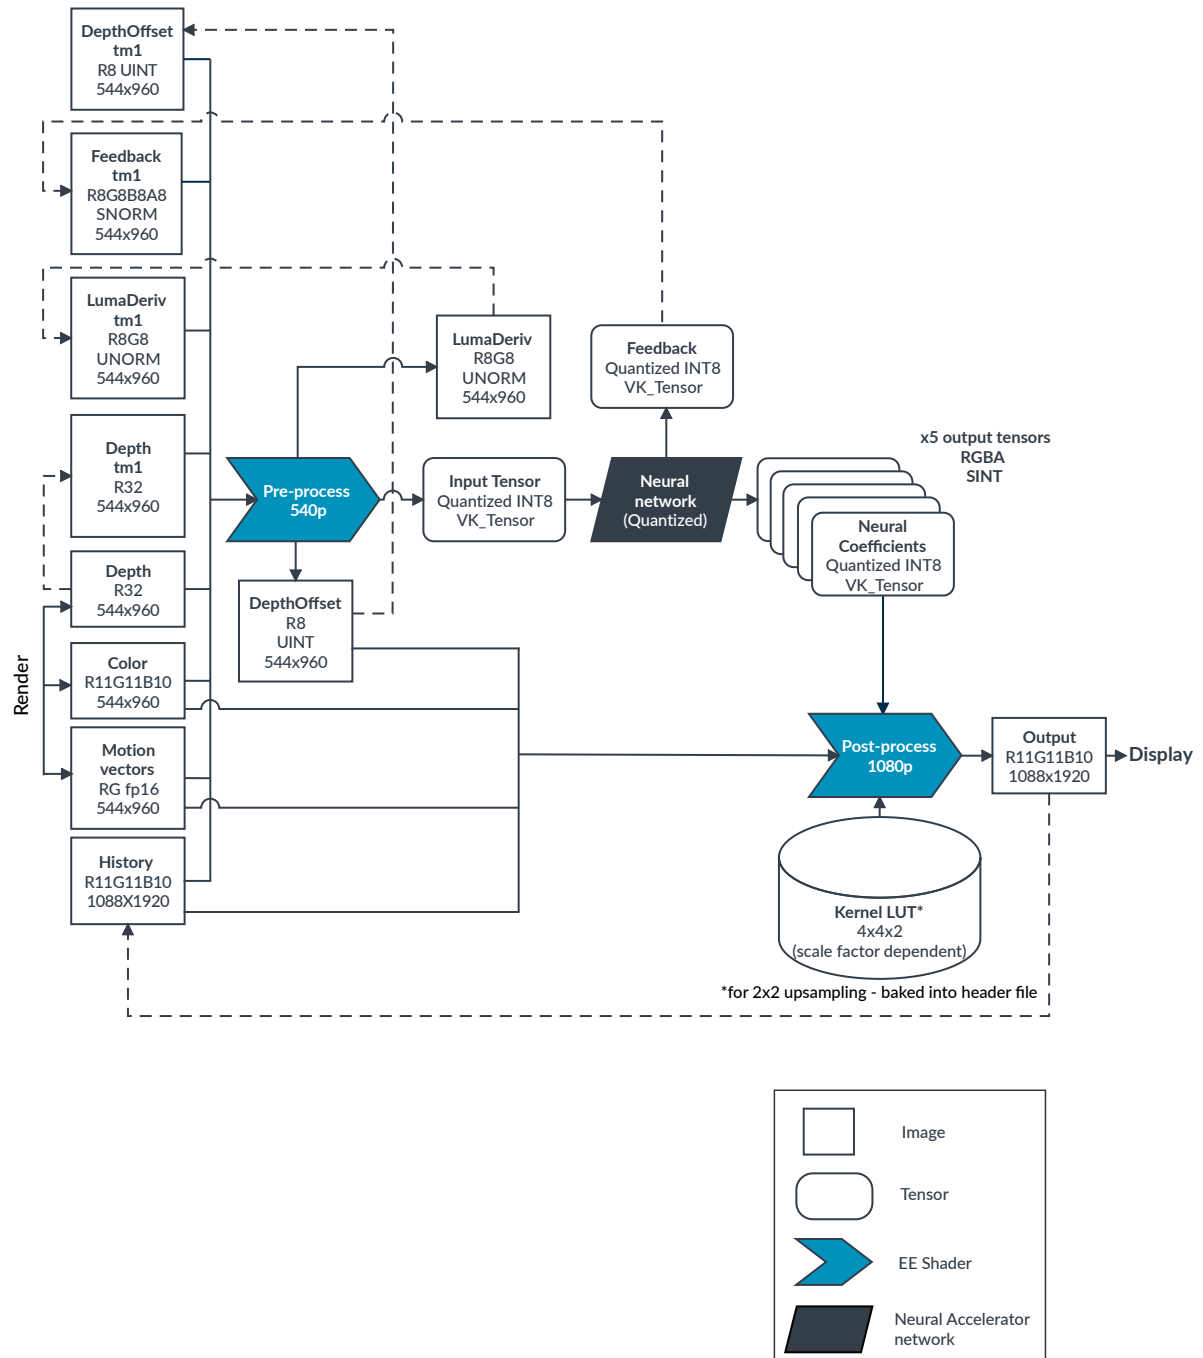 DepthOffset
tm1
R8 UINT
544x960
Feedback
tm1
R8G8B8A8
SNORM
544x960
LumaDeriv
tm1
R8G8
UNORM
544x960
LumaDeriv
R8G8
UNORM
544x960
Feedback
Quantized INT8
VK_Tensor
Depth
tm1
R32
544x960
Pre-process
540p
Input Tensor
Quantized INT8
VK_Tensor
Neural
network
(Quantized)
x5 output tensors
RGBA
SINT
Neural
Coefficients
Quantized INT8
VK_Tensor
Depth
R32
544x960
DepthOffset
R8
UINT
544x960
Render
Color
R11G11B10
544x960
Motion
vectors
RG fp16
544x960
Post-process
1080p
Output
R11G11B10
1088x1920
Display
History
R11G11B10
1088X1920
Kernel LUT*
4x4x2
(scale factor dependent)
*for 2x2 upsampling - baked into header file
Image
Tensor
EE Shader
Neural Accelerator
network